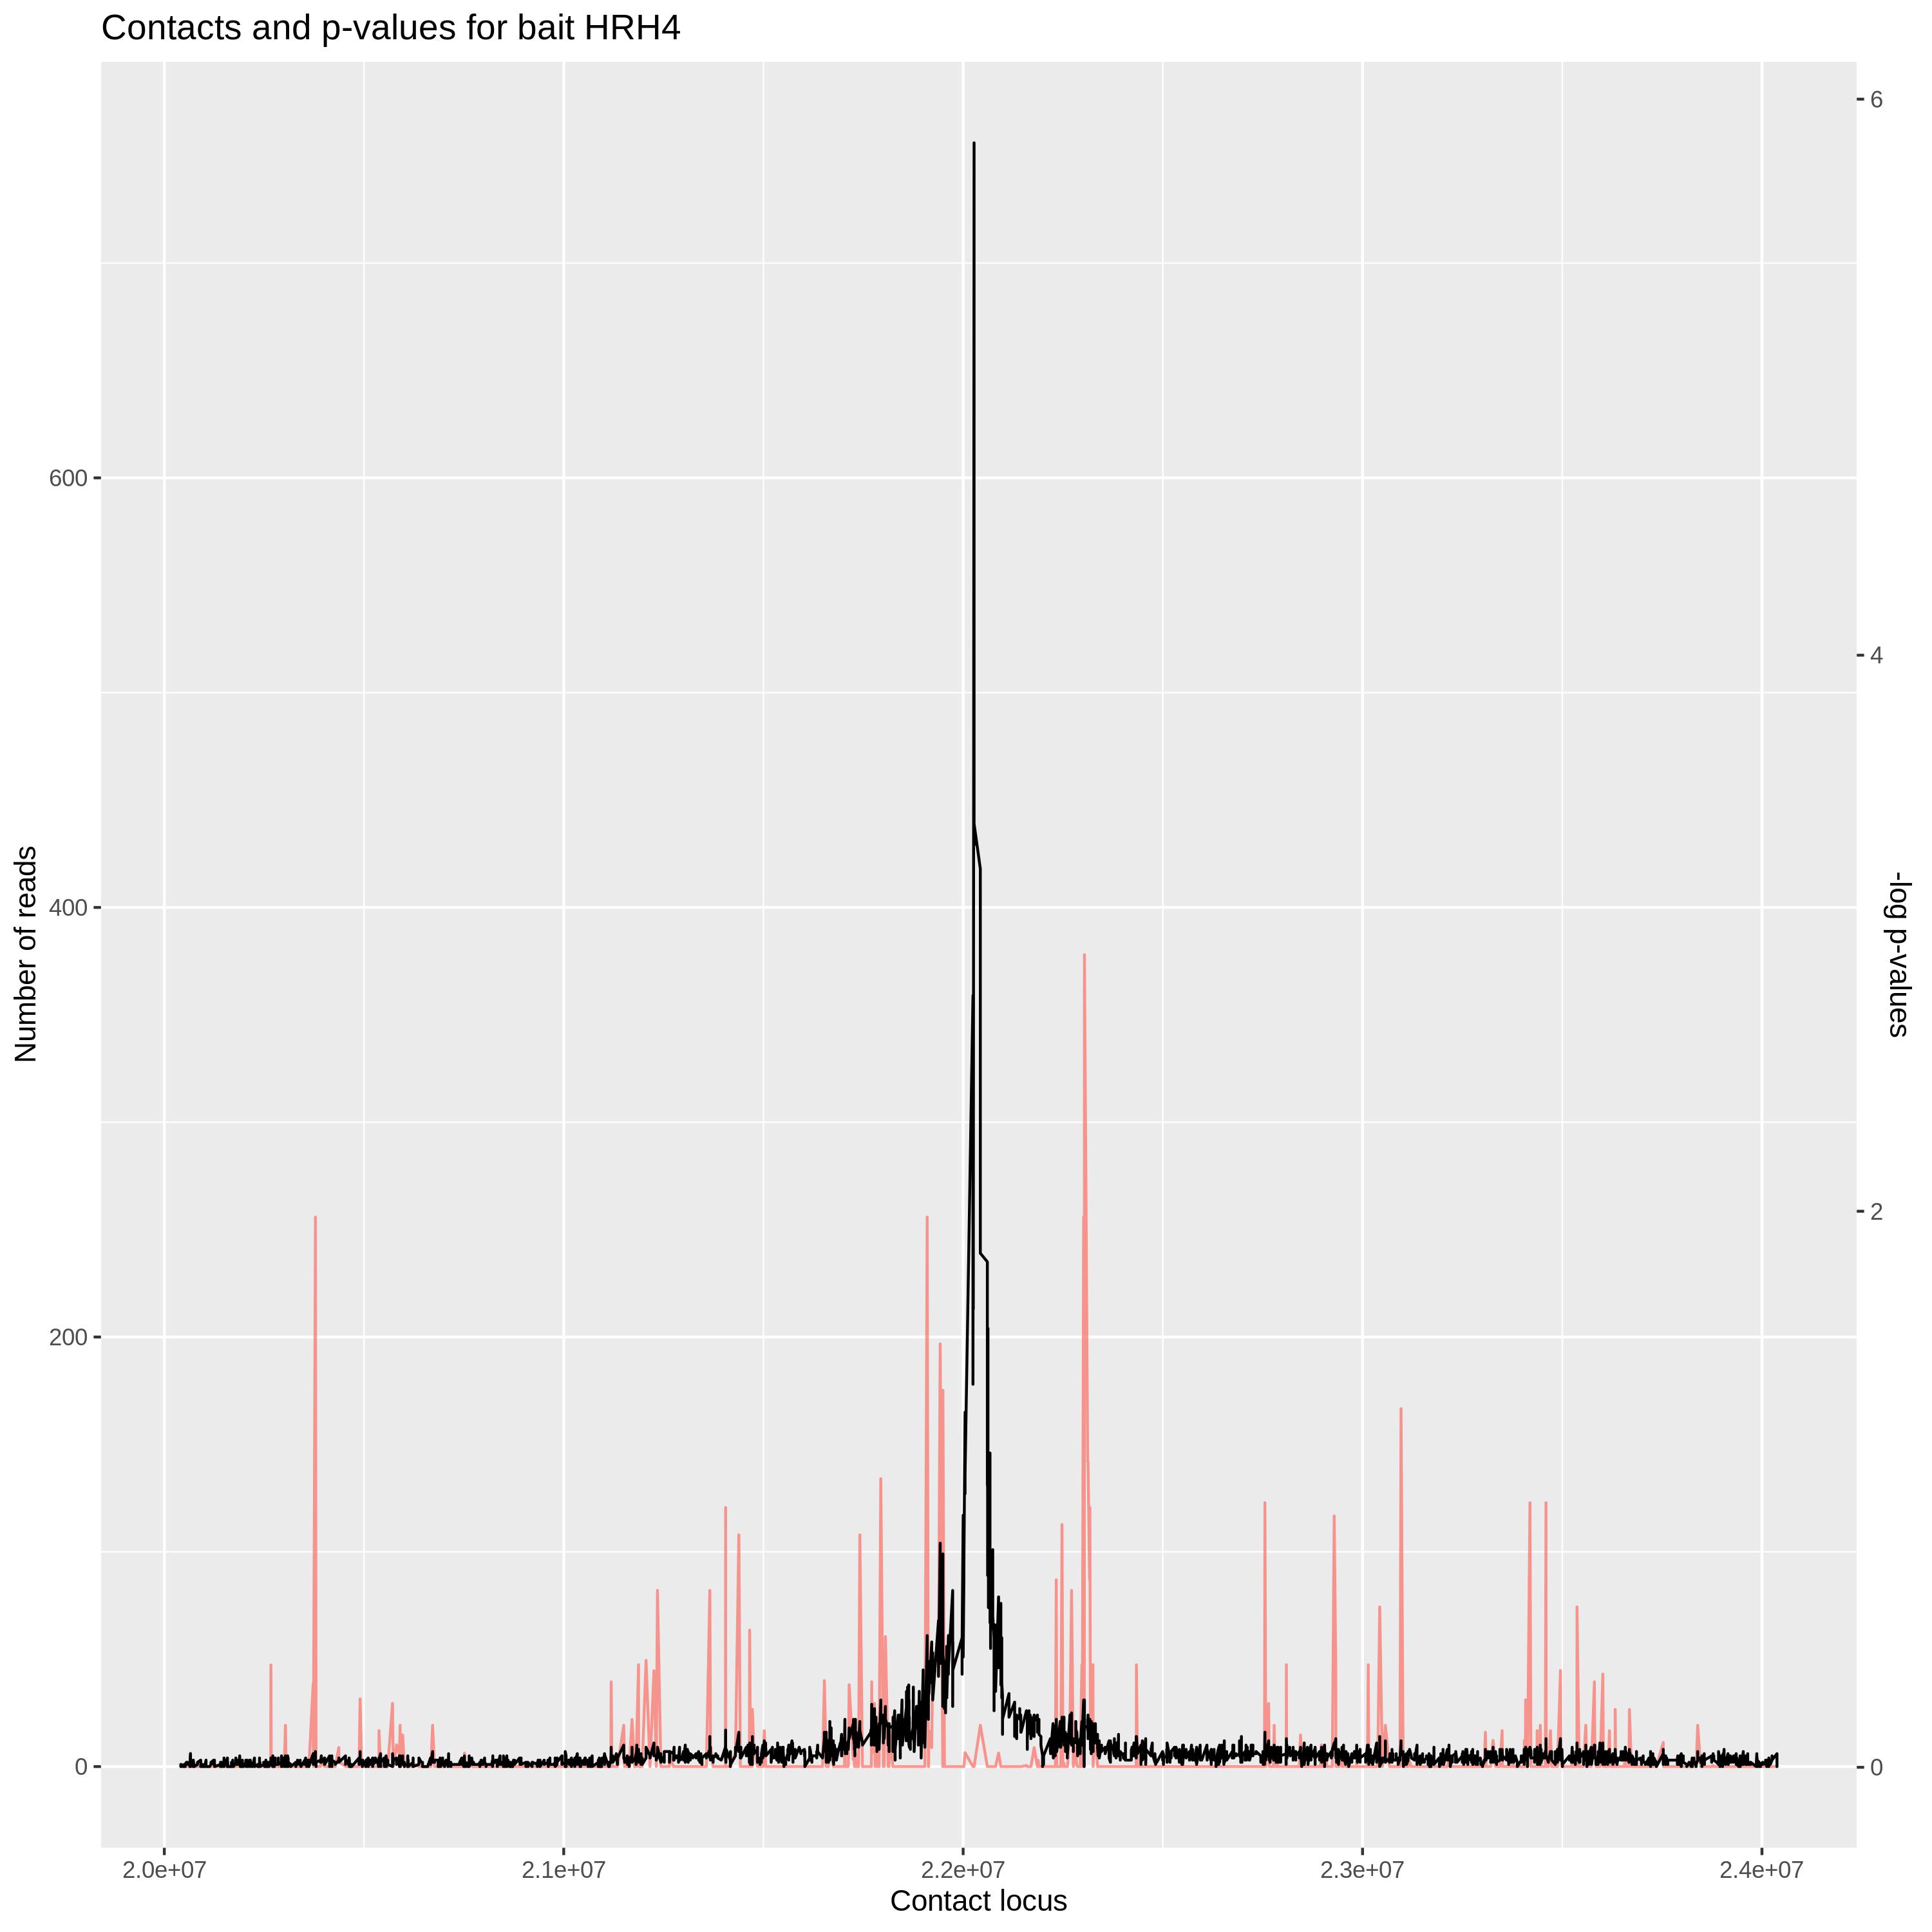 Contacts and p-values for bait HRH4
6
600
4
Number of reads
-log p-values
400
2
200
0
0
2.0e+07
2.1e+07
2.2e+07
2.3e+07
2.4e+07
Contact locus